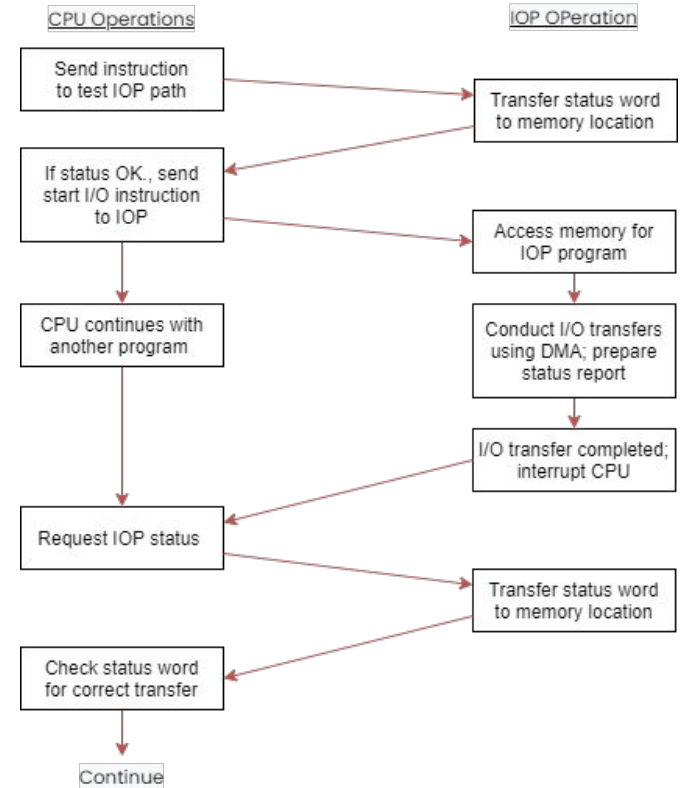 CPU Operations
IOP OPeration
Send instruction
to test IOP path
Transfer status word
to memory location
If status OK., send
start I/O instruction
to IOP
Access memory for
IOP program
CPU continues with
another program
Conduct I/O transfers
using DMA; prepare
status report
I/O transfer completed;
interrupt CPU
Request IOP status
Transfer status word
to memory location
Check status word
for correct transfer
Continue